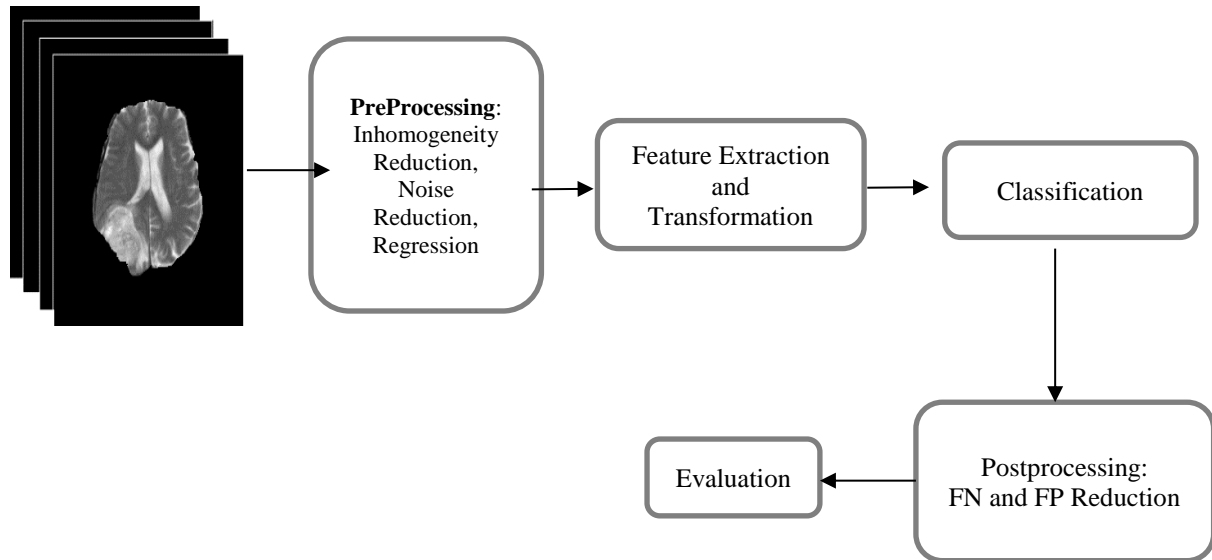 PreProcessing:
Inhomogeneity
Reduction,
Noise
Reduction,
Regression
Feature Extraction
and
Transformation
Classification
Postprocessing:
FN and FP Reduction
Evaluation